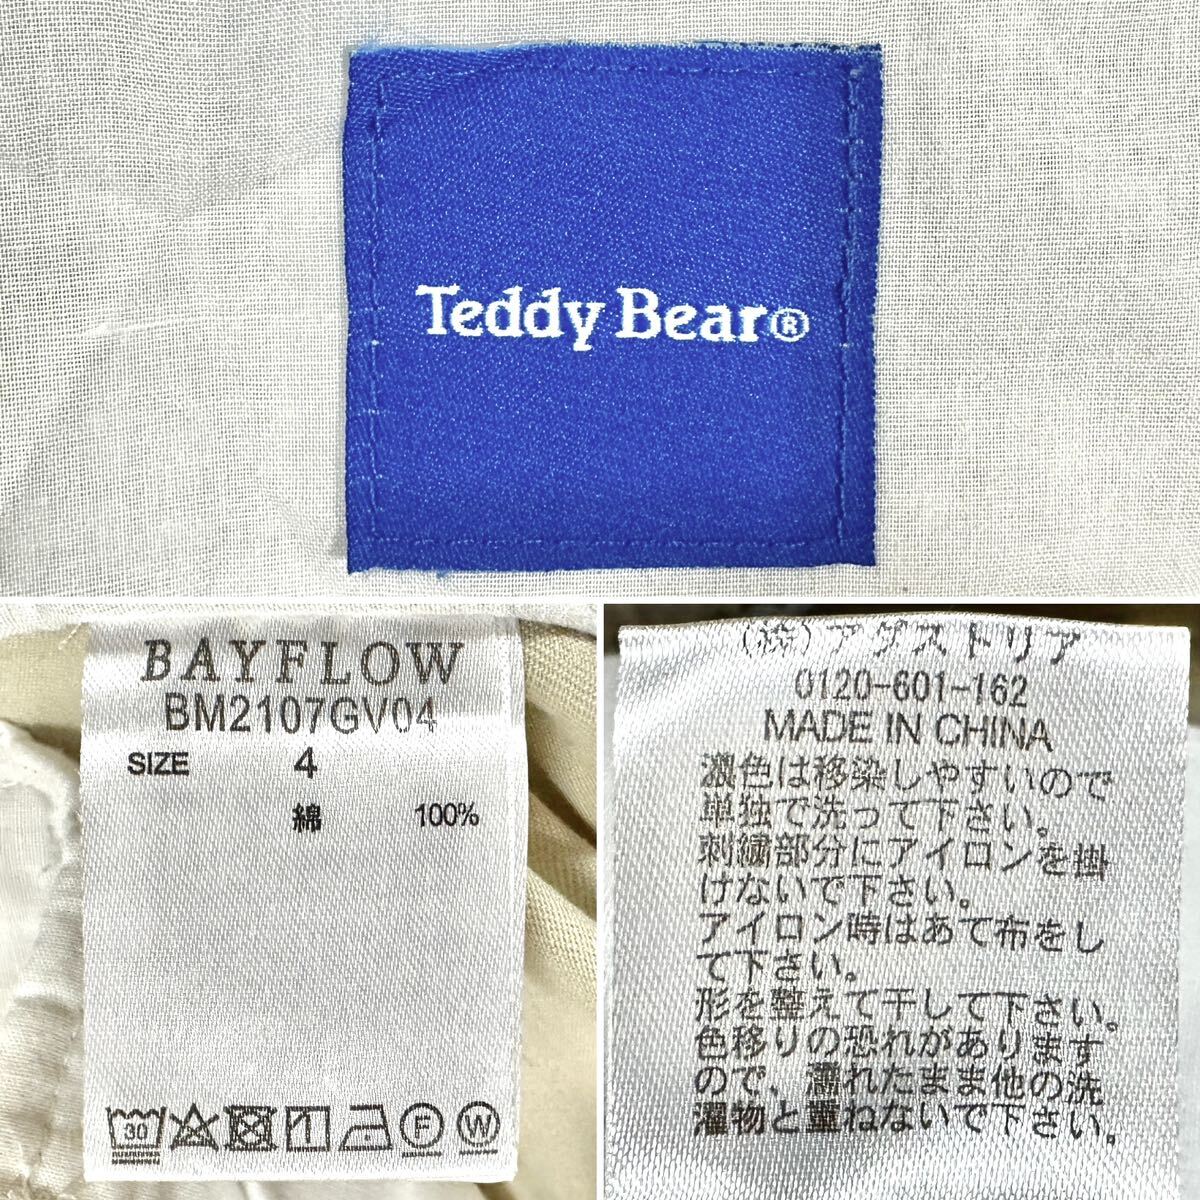 Teddy Bear®
BAYFLOW
BM2107GV04
SIZE 4
綿 100%
30
F
W
(株)アダストリア
0120-601-162
MADE IN CHINA
濃色は移染しやすいので
単独で洗って下さい。
刺繍部分にアイロンを掛
けないで下さい。
アイロン時はあて布をし
て下さい。
形を整えて干して下さい。
色移りの恐れがあります
ので、濡れたまま他の洗
濯物と重ねないで下さい。